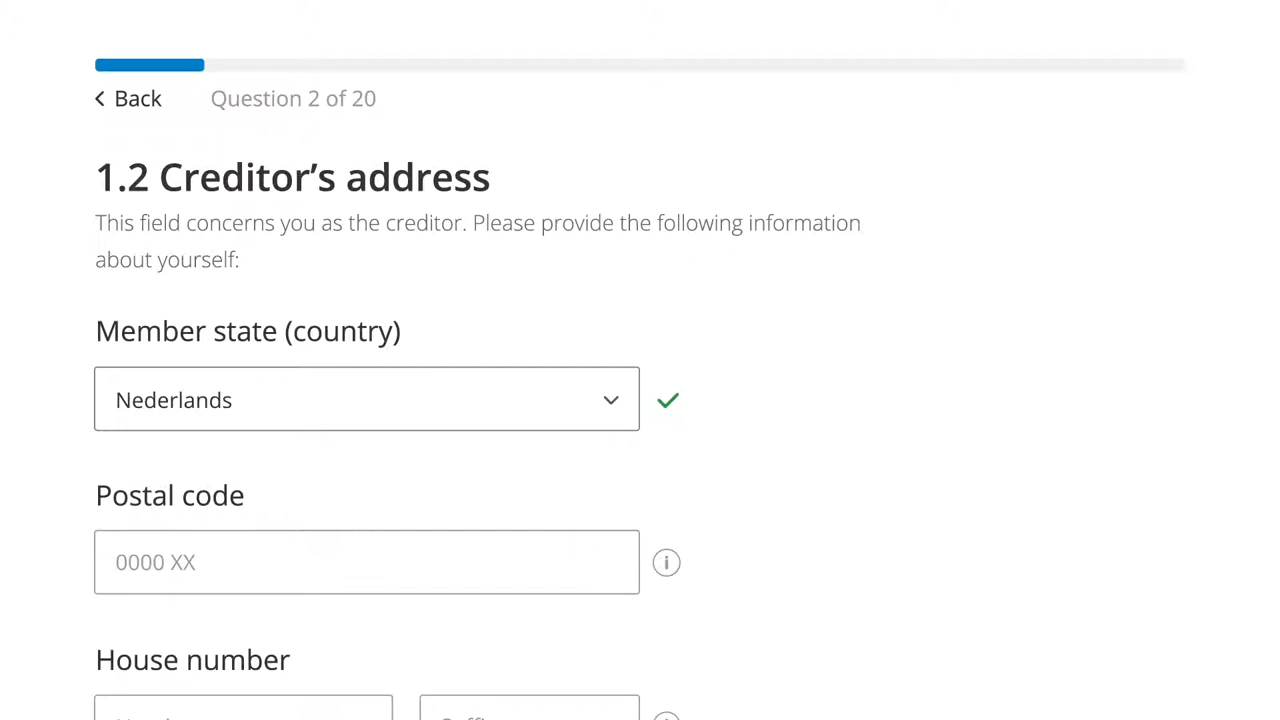 Back
Question 2 of 20
1.2 Creditor’s address
This field concerns you as the creditor. Please provide the following information
about yourself:
Member state (country)
Nederlands
Postal code
0000 XX
House number